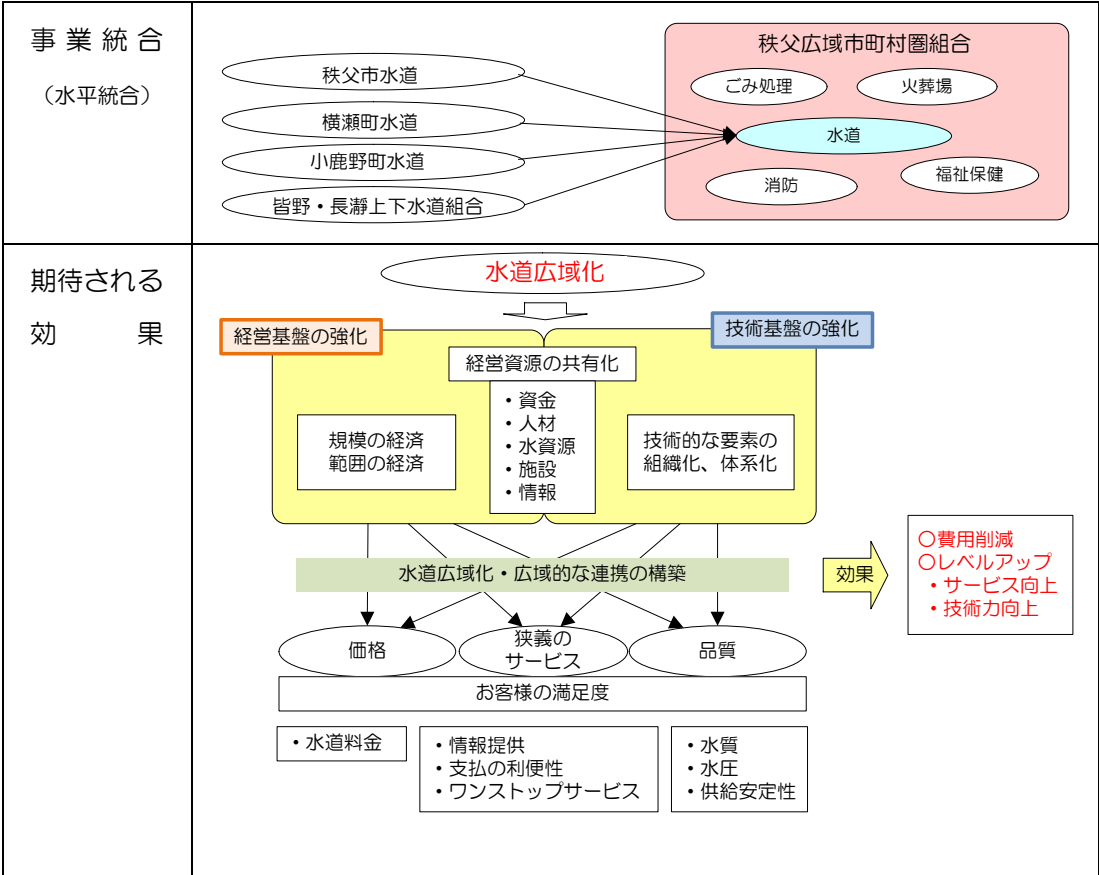 事業統合
(水平統合)
秩父市水道
横瀬町水道
小鹿野町水道
皆野・長瀞上下水道組合
秩父広域市町村圏組合
ごみ処理
火葬場
水道
消防
福祉保健
期待される
効果
水道広域化
経営基盤の強化
技術基盤の強化
経営資源の共有化
・資金
・人材
・水資源
・施設
・情報
規模の経済
範囲の経済
技術的な要素の
組織化、体系化
水道広域化・広域的な連携の構築
効果
○費用削減
○レベルアップ
・サービス向上
・技術力向上
価格
狭義の
サービス
品質
お客様の満足度
・水道料金
・情報提供
・支払の利便性
・ワンストップサービス
・水質
・水圧
・供給安定性